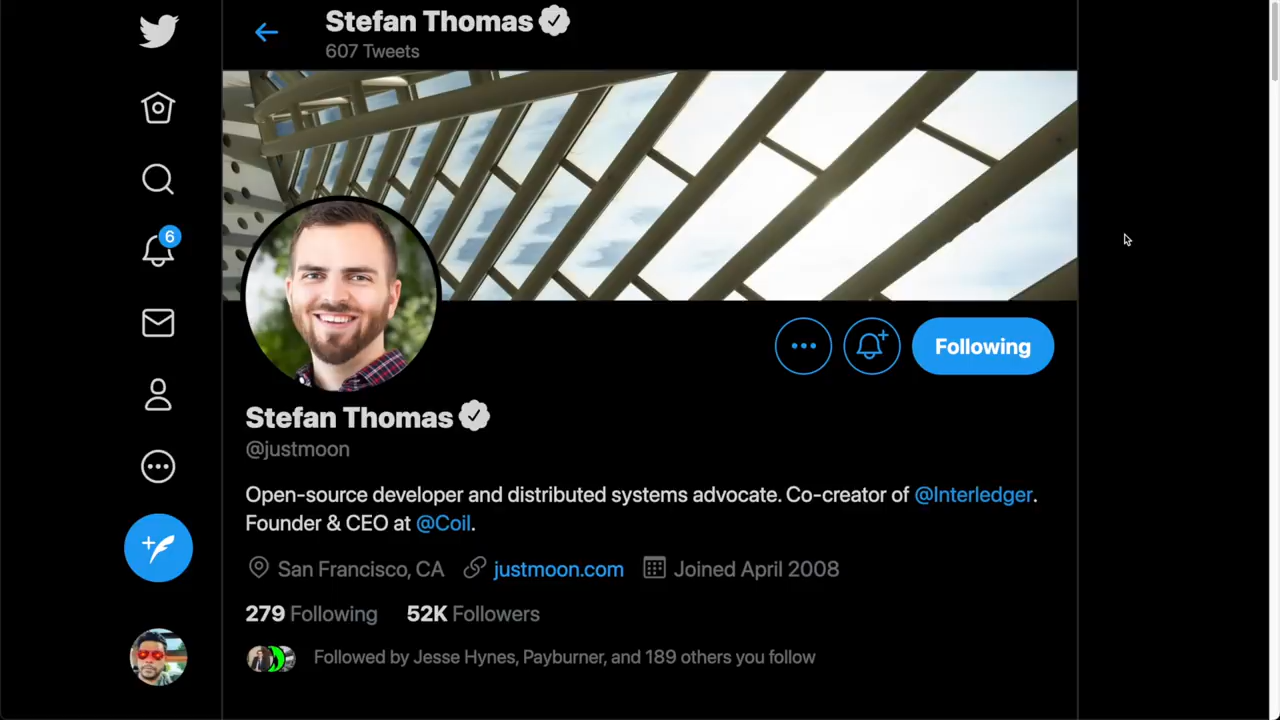 Stefan Thomas
607 Tweets
6
Following
Stefan Thomas
@justmoon
Open-source developer and distributed systems advocate. Co-creator of @Interledger.
Founder & CEO at @Coil.
San Francisco, CA justmoon.com Joined April 2008
279 Following 52K Followers
Followed by Jesse Hynes, Payburner, and 189 others you follow